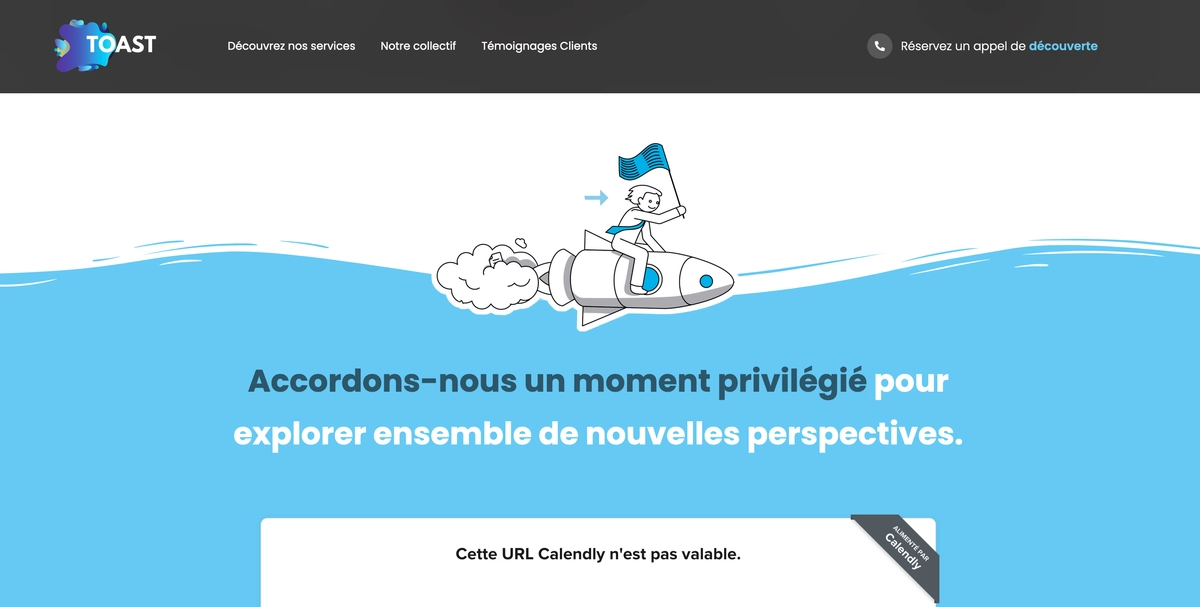 TOAST
Découvrez nos services
Notre collectif
Témoignages Clients
Réservez un appel de découverte
Accordons-nous un moment privilégié pour
explorer ensemble de nouvelles perspectives.
Cette URL Calendly n'est pas valable.
ALIMENTÉ PAR
Calendly